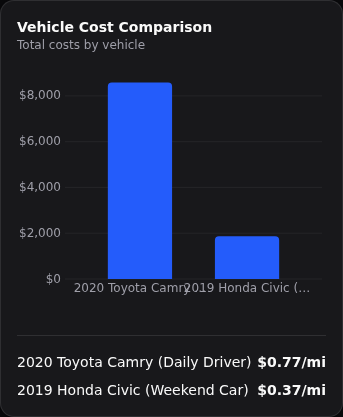 Vehicle Cost Comparison
Total costs by vehicle
$8,000
$6,000
$4,000
$2,000
$0
2020 Toyota Camry
2019 Honda Civic (...
2020 Toyota Camry (Daily Driver) $0.77/mi
2019 Honda Civic (Weekend Car) $0.37/mi